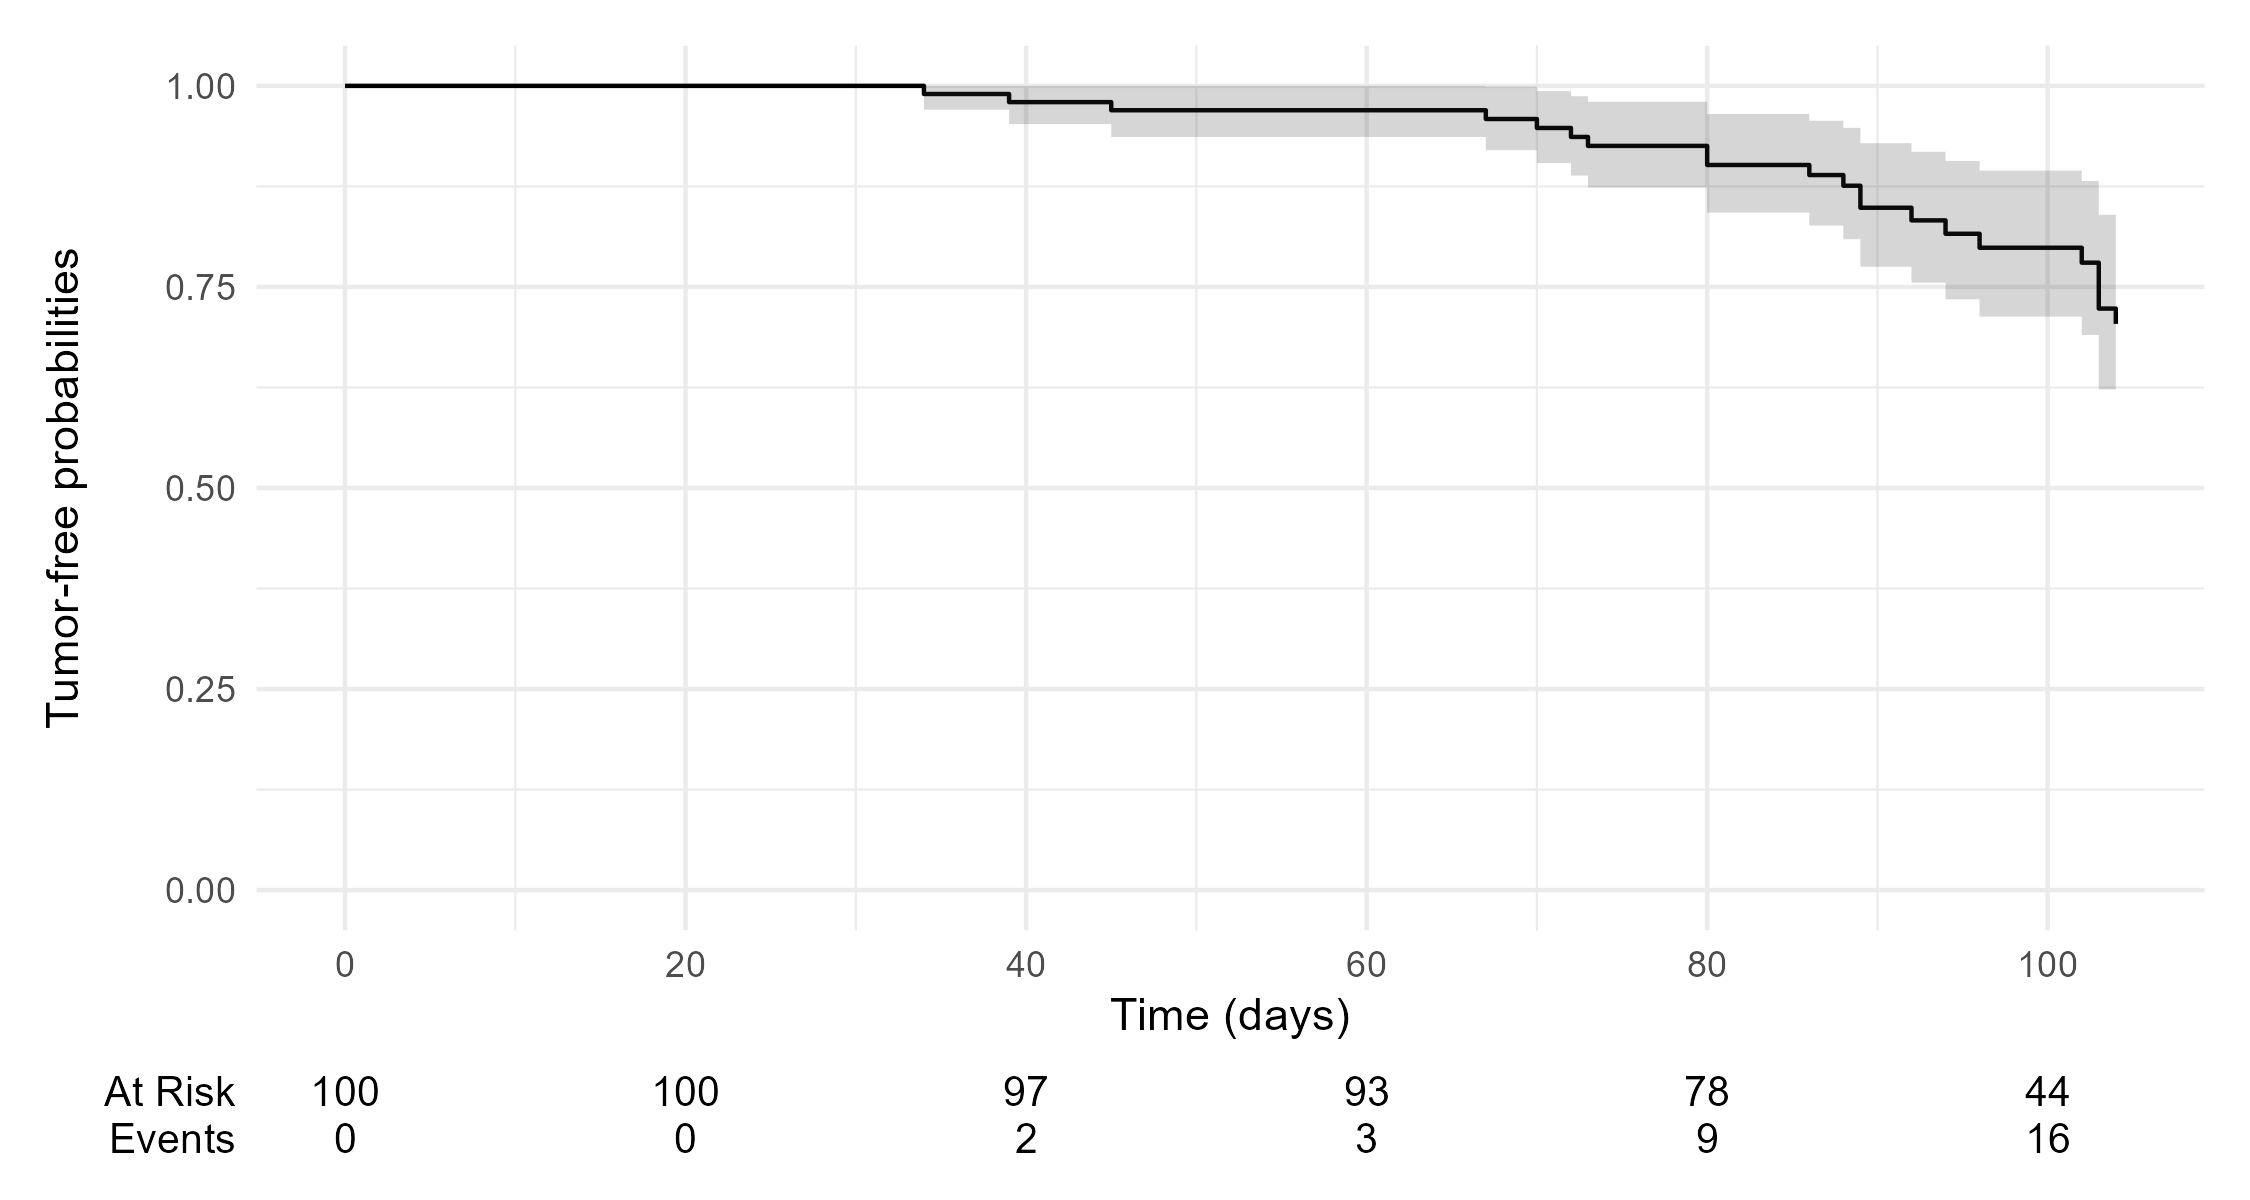 Tumor-free probabilities
1.00
0.75
0.50
0.25
0.00
0 20 40 60 80 100
Time (days)
At Risk 100 100 97 93 78 44
Events 0 0 2 3 9 16